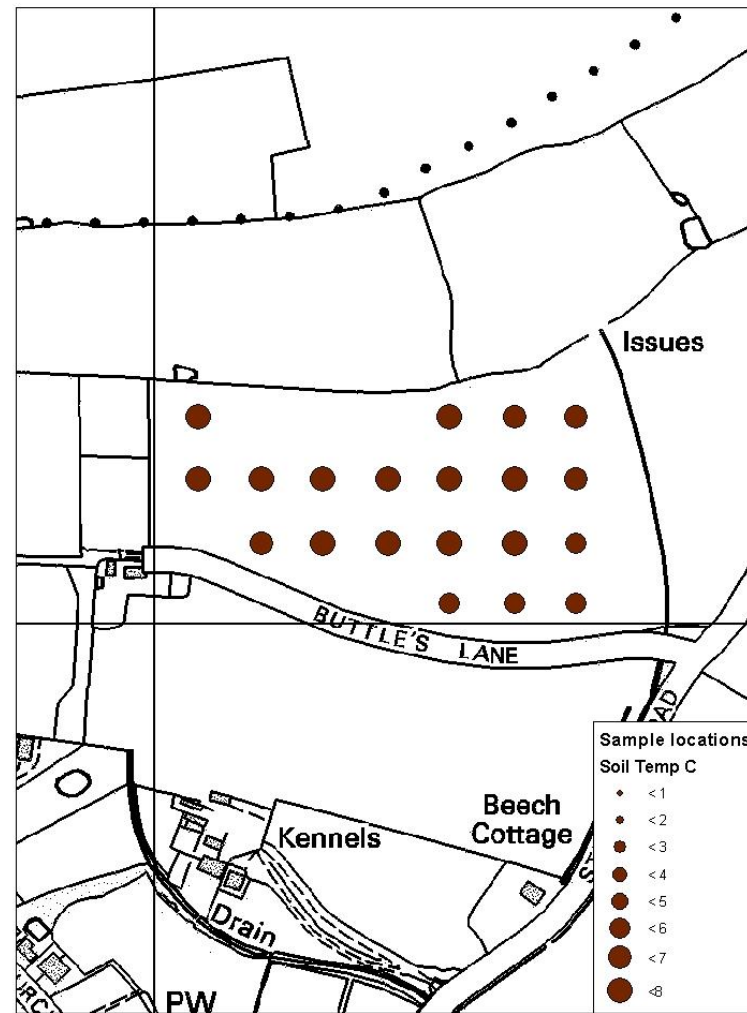 Issues
BUTTLE'S LANE
Sample locations
Soil Temp C
<1
<2
<3
<4
<5
<6
<7
<8
Beech
Cottage
Kennels
Drain
PW